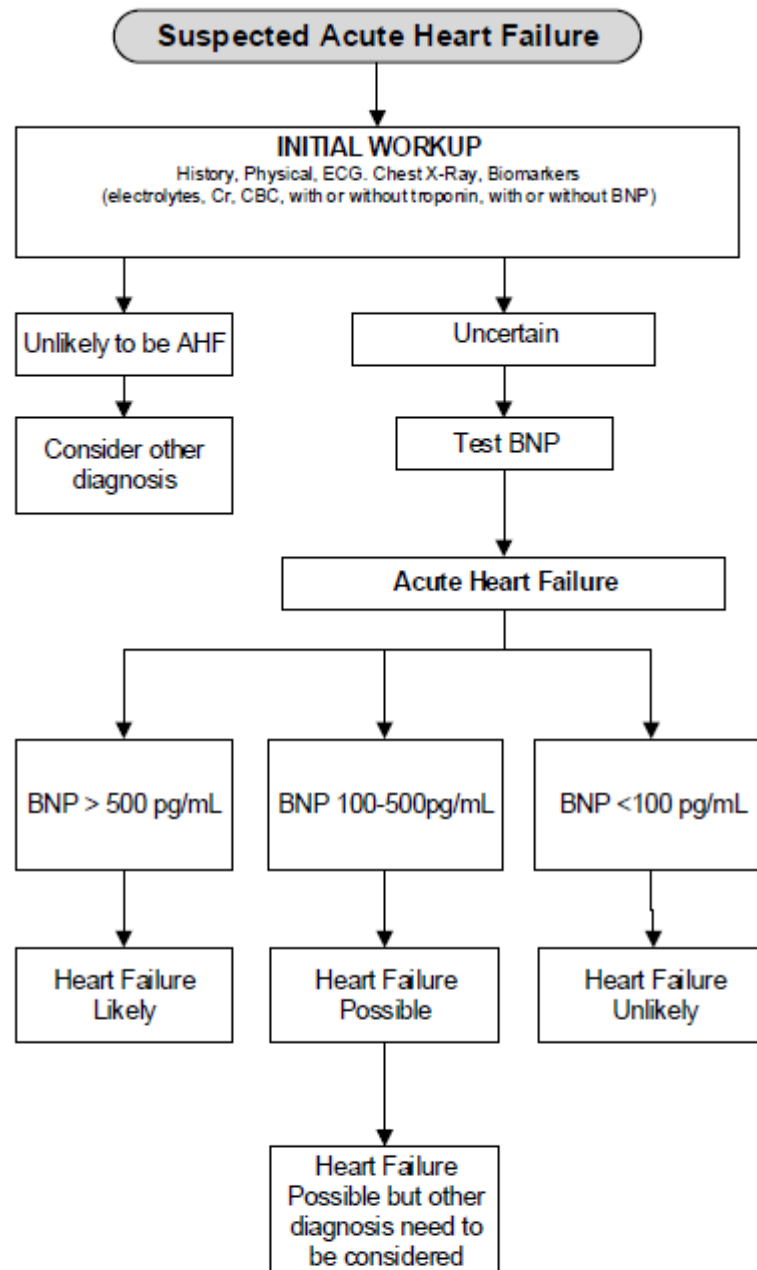 Suspected Acute Heart Failure
INITIAL WORKUP
History, Physical, ECG. Chest X-Ray, Biomarkers
(electrolytes, Cr, CBC, with or without troponin, with or without BNP)
Unlikely to be AHF
Uncertain
Consider other
diagnosis
Test BNP
Acute Heart Failure
BNP > 500 pg/mL
BNP 100-500pg/mL
BNP <100 pg/mL
Heart Failure
Likely
Heart Failure
Possible
Heart Failure
Unlikely
Heart Failure
Possible but other
diagnosis need to
be considered